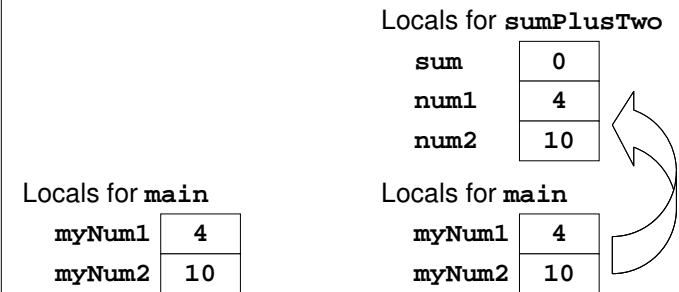 Locals for sumPlusTwo
sum 0
num1 4
num2 10
Locals for main
myNum1 4
myNum2 10
Locals for main
myNum1 4
myNum2 10